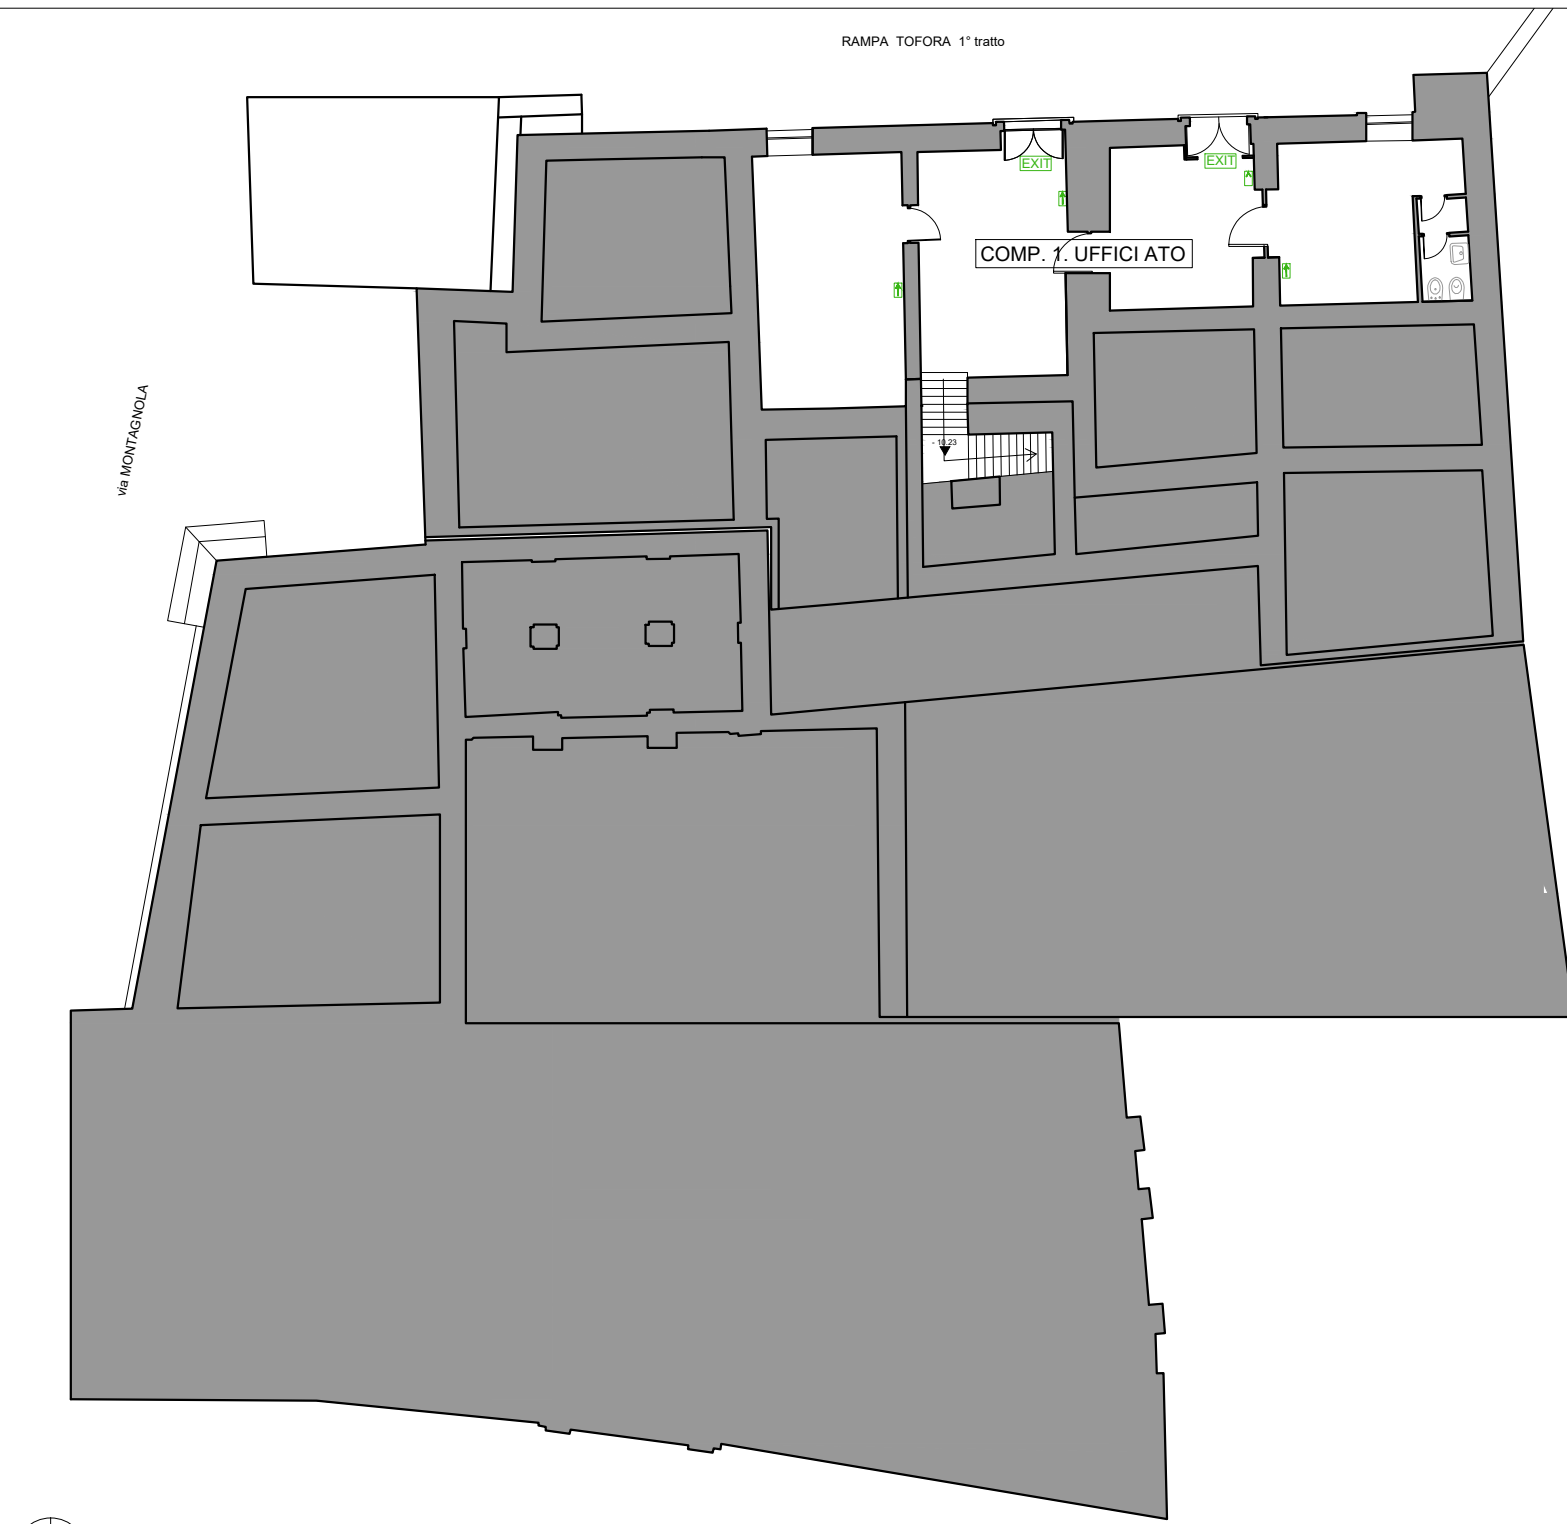 RAMPA TOFORA 1° tratto
EXIT
EXIT
COMP. 1. UFFICI ATO
via MONTAGNOLA
- 10.23